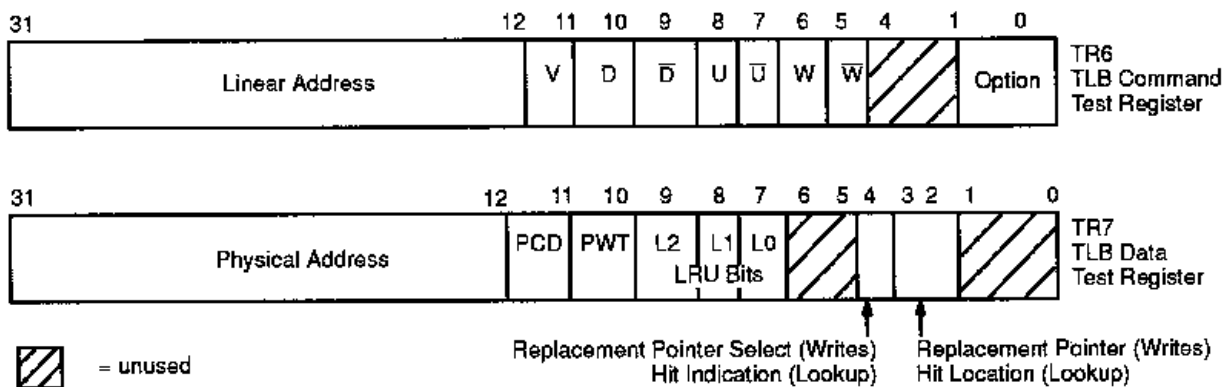 31 12 11 10 9 8 7 6 5 4 1 0
Linear Address V D D̅ U U̅ W W̅ Option
TR6
TLB Command
Test Register
31 12 11 10 9 8 7 6 5 4 3 2 1 0
Physical Address PCD PWT L2 L1 L0
LRU Bits
TR7
TLB Data
Test Register
Replacement Pointer Select (Writes)
Hit Indication (Lookup)
Replacement Pointer (Writes)
Hit Location (Lookup)
= unused